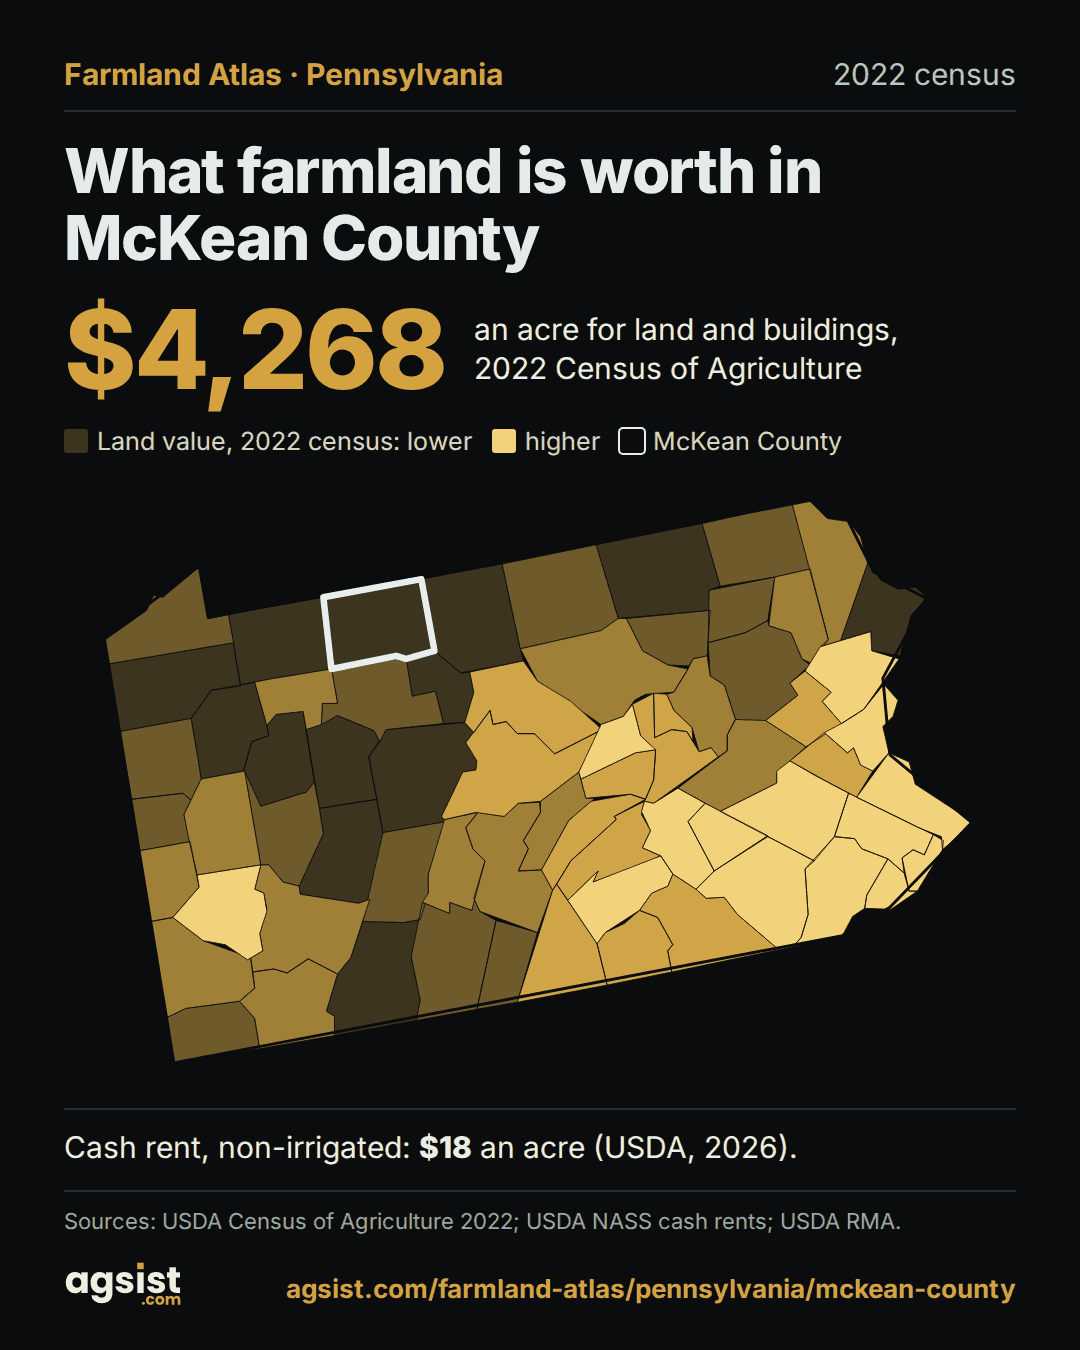 Farmland Atlas · Pennsylvania
2022 census
What farmland is worth in
McKean County
$4,268
an acre for land and buildings,
2022 Census of Agriculture
Land value, 2022 census: lower
higher
McKean County
Cash rent, non-irrigated: $18 an acre (USDA, 2026).
Sources: USDA Census of Agriculture 2022; USDA NASS cash rents; USDA RMA.
agsist
.com
agsist.com/farmland-atlas/pennsylvania/mckean-county